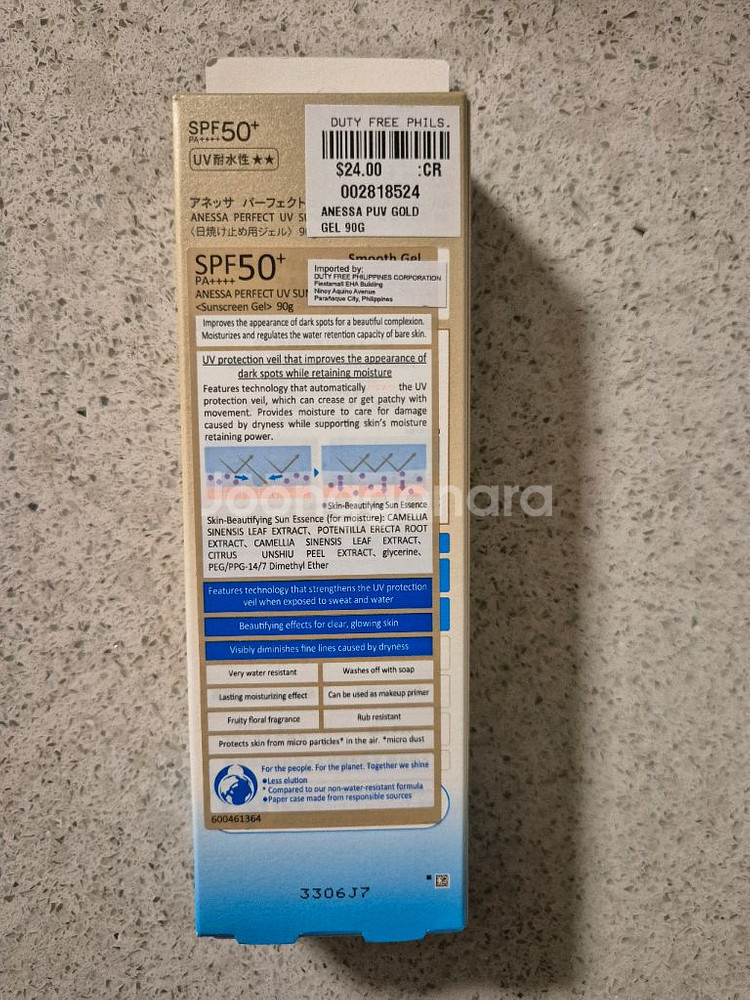 SPF50+
PA++++
UV耐水性★★
DUTY FREE PHILS.
$24.00 :CR
002818524
ANESSA PUV GOLD
GEL 90G
アネッサ パーフェクト
ANESSA PERFECT UV
〈日焼け止め用ジェル〉
SPF50+
PA++++
Smooth Gel
ANESSA PERFECT UV SUN
<Sunscreen Gel> 90g
Imported by:
DUTY FREE PHILIPPINES CORPORATION
Fiestamall EHA Building
Ninoy Aquino Avenue
Parañaque City, Philippines
Improves the appearance of dark spots for a beautiful complexion.
Moisturizes and regulates the water retention capacity of bare skin.
UV protection veil that improves the appearance of
dark spots while retaining moisture
Features technology that automatically the UV
protection veil, which can crease or get patchy with
movement. Provides moisture to care for damage
caused by dryness while supporting skin's moisture
retaining power.
Skin-Beautifying Sun Essence
Joonggonara
Skin-Beautifying Sun Essence (for moisture): CAMELLIA
SINENSIS LEAF EXTRACT、POTENTILLA ERECTA ROOT
EXTRACT、CAMELLIA SINENSIS LEAF EXTRACT、
CITRUS UNSHIU PEEL EXTRACT、glycerine、
PEG/PPG-14/7 Dimethyl Ether
Features technology that strengthens the UV protection
veil when exposed to sweat and water
Beautifying effects for clear, glowing skin
Visibly diminishes fine lines caused by dryness
Very water resistant
Washes off with soap
Lasting moisturizing effect
Can be used as makeup primer
Fruity floral fragrance
Rub resistant
Protects skin from micro particles* in the air. *micro dust
For the people. For the planet. Together we shine
●Less elution
* Compared to our non-water-resistant formula
●Paper case made from responsible sources
600461364
3306J7